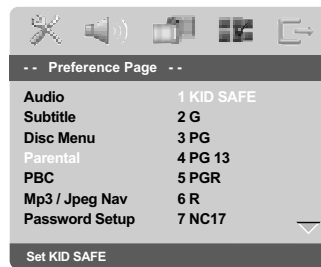 - - Preference Page - -
Audio 1 KID SAFE
Subtitle 2 G
Disc Menu 3 PG
Parental 4 PG 13
PBC 5 PGR
Mp3 / Jpeg Nav 6 R
Password Setup 7 NC17
Set KID SAFE